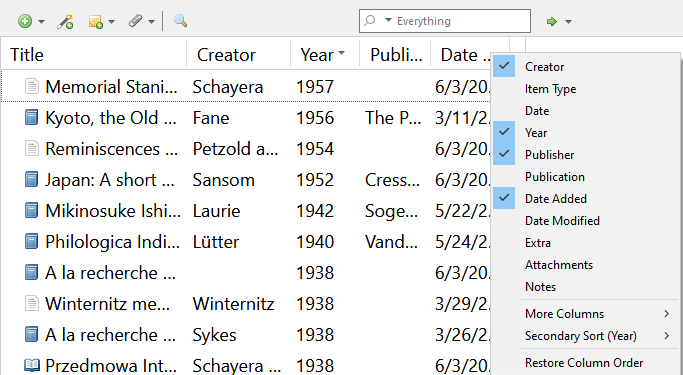 Everything
Title Creator Year Publi... Date ...
Memorial Stani... Schayera 1957 6/3/20...
Kyoto, the Old ... Fane 1956 The P... 3/11/2...
Reminiscences ... Petzold a... 1954 6/3/20...
Japan: A short ... Sansom 1952 Cress... 6/3/20...
Mikinosuke Ishi... Laurie 1942 Soge... 5/22/2...
Philologica Indi... Lütter 1940 Vand... 5/24/2...
A la recherche ... 1938 6/3/20...
Winternitz me... Winternitz 1938 3/29/2...
A la recherche ... Sykes 1938 3/26/2...
Przedmowa Int... Schayera ... 1938 6/3/20...
Creator
Item Type
Date
Year
Publisher
Publication
Date Added
Date Modified
Extra
Attachments
Notes
More Columns
Secondary Sort (Year)
Restore Column Order